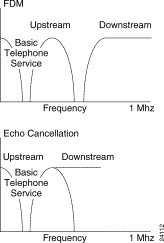 FDM
Upstream Downstream
Basic
Telephone
Service
Frequency 1 Mhz
Echo Cancellation
Upstream Downstream
Basic
Telephone
Service
Frequency 1 Mhz
24112